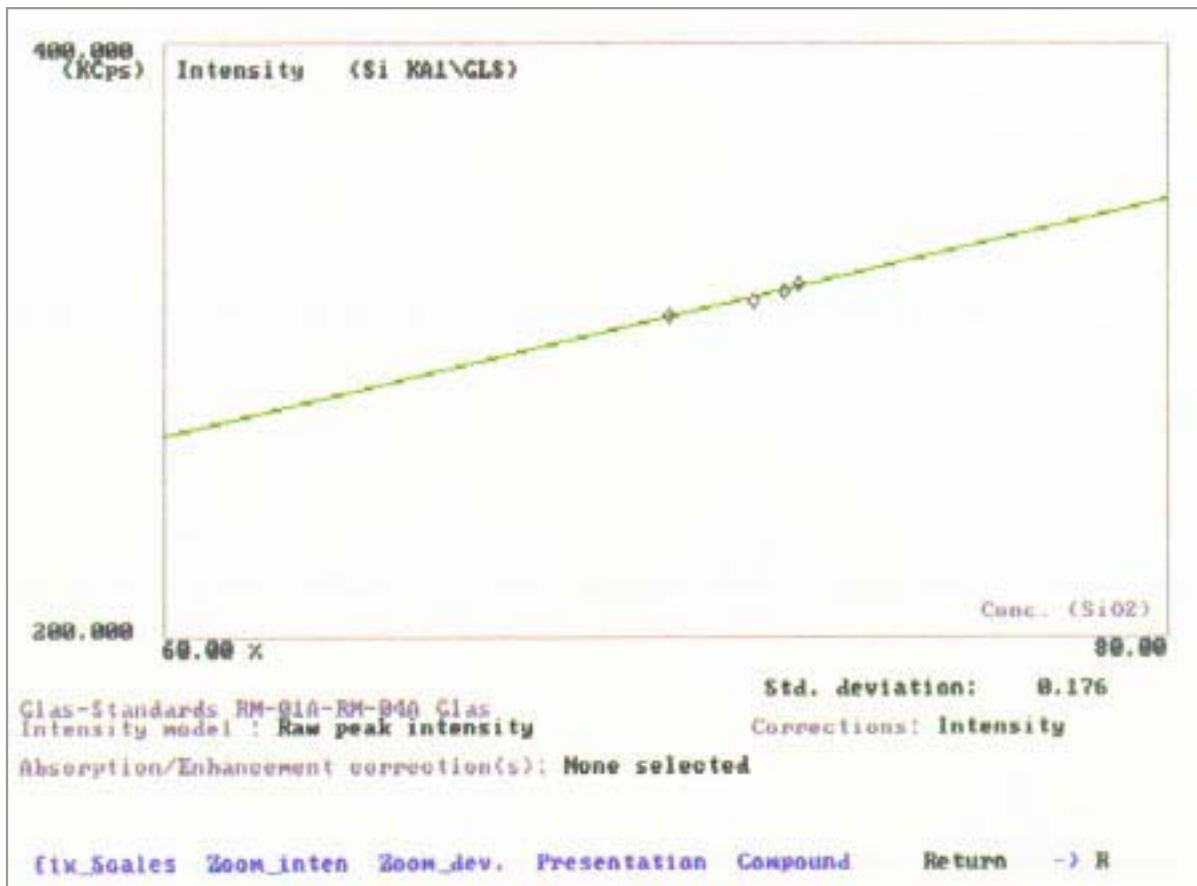 400.000
(KCps) Intensity (Si KA1\GLS)
Conc. (SiO2)
200.000
60.00 % 80.00
Std. deviation: 0.176
Glas-Standards RM-01A-RM-04A Glas
Intensity model : Raw peak intensity Corrections: Intensity
Absorption/Enhancement correction(s): None selected
Zoom_inten Zoom_dev. Presentation Compound Return -> R